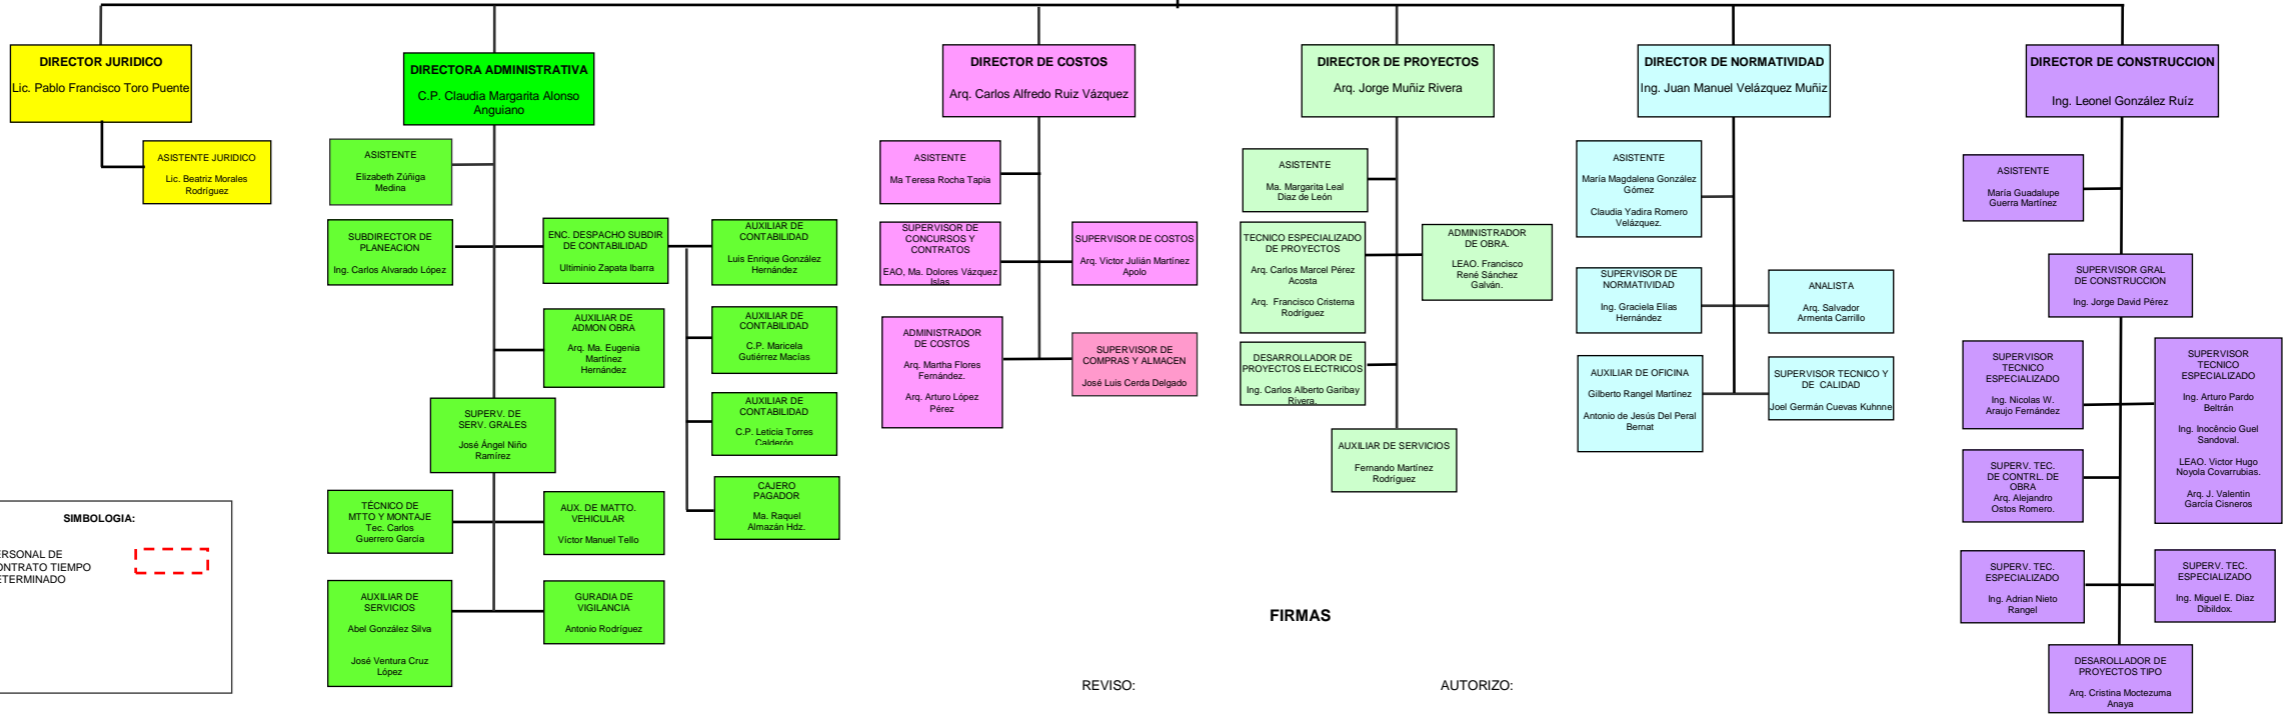 DIRECTOR JURIDICO
Lic. Pablo Francisco Toro Puente
ASISTENTE JURIDICO
Lic. Beatriz Morales
Rodríguez
DIRECTORA ADMINISTRATIVA
C.P. Claudia Margarita Alonso
Anguiano
ASISTENTE
Elizabeth Zúñiga
Medina
SUBDIRECTOR DE
PLANEACION
Ing. Carlos Alvarado López
ENC. DESPACHO SUBDIR
DE CONTABILIDAD
Ultiminio Zapata Ibarra
AUXILIAR DE
CONTABILIDAD
Luis Enrique González
Hernández
AUXILIAR DE
ADMON OBRA
Arq. Ma. Eugenia
Martínez
Hernández
AUXILIAR DE
CONTABILIDAD
C.P. Maricela
Gutiérrez Macías
AUXILIAR DE
CONTABILIDAD
C.P. Leticia Torres
Calderón
SUPERV. DE
SERV. GRALES
José Ángel Niño
Ramírez
CAJERO
PAGADOR
Ma. Raquel
Almazán Hdz.
TÉCNICO DE
MTTO Y MONTAJE
Tec. Carlos
Guerrero García
AUX. DE MATTO.
VEHICULAR
Víctor Manuel Tello
AUXILIAR DE
SERVICIOS
Abel González Silva
José Ventura Cruz
López
GURADIA DE
VIGILANCIA
Antonio Rodríguez
DIRECTOR DE COSTOS
Arq. Carlos Alfredo Ruiz Vázquez
ASISTENTE
Ma Teresa Rocha Tapia
SUPERVISOR DE
CONCURSOS Y
CONTRATOS
EAO, Ma. Dolores Vázquez
Islas
SUPERVISOR DE COSTOS
Arq. Victor Julián Martínez
Apolo
ADMINISTRADOR
DE COSTOS
Arq. Martha Flores
Fernández.
Arq. Arturo López
Pérez
SUPERVISOR DE
COMPRAS Y ALMACEN
José Luis Cerda Delgado
DIRECTOR DE PROYECTOS
Arq. Jorge Muñiz Rivera
ASISTENTE
Ma. Margarita Leal
Diaz de León
TECNICO ESPECIALIZADO
DE PROYECTOS
Arq. Carlos Marcel Pérez
Acosta
Arq. Francisco Cristerna
Rodríguez
ADMINISTRADOR
DE OBRA.
LEAO. Francisco
René Sánchez
Galván.
DESARROLLADOR DE
PROYECTOS ELECTRICOS
Ing. Carlos Alberto Garibay
Rivera.
AUXILIAR DE SERVICIOS
Fernando Martínez
Rodríguez
DIRECTOR DE NORMATIVIDAD
Ing. Juan Manuel Velázquez Muñiz
ASISTENTE
María Magdalena González
Gómez
Claudia Yadira Romero
Velázquez.
SUPERVISOR DE
NORMATIVIDAD
Ing. Graciela Elías
Hernández
ANALISTA
Arq. Salvador
Armenta Carrillo
AUXILIAR DE OFICINA
Gilberto Rangel Martínez
Antonio de Jesús Del Peral
Bernat
SUPERVISOR TECNICO Y
DE CALIDAD
Joel Germán Cuevas Kuhnne
DIRECTOR DE CONSTRUCCION
Ing. Leonel González Ruíz
ASISTENTE
María Guadalupe
Guerra Martínez
SUPERVISOR GRAL
DE CONSTRUCCION
Ing. Jorge David Pérez
SUPERVISOR
TECNICO
ESPECIALIZADO
Ing. Nicolas W.
Araujo Fernández
SUPERVISOR
TECNICO
ESPECIALIZADO
Ing. Arturo Pardo
Beltrán
Ing. Inocêncio Guel
Sandoval.
LEAO. Victor Hugo
Noyola Covarrubias.
Arq. J. Valentin
Garcia Cisneros
SUPERV. TEC.
DE CONTRL. DE
OBRA
Arq. Alejandro
Ostos Romero.
SUPERV. TEC.
ESPECIALIZADO
Ing. Adrian Nieto
Rangel
SUPERV. TEC.
ESPECIALIZADO
Ing. Miguel E. Diaz
Dibildox.
DESAROLLADOR DE
PROYECTOS TIPO
Arq. Cristina Moctezuma
Anaya
SIMBOLOGIA:
ERSONAL DE
ONTRATO TIEMPO
ETERMINADO
FIRMAS
REVISO:
AUTORIZO: